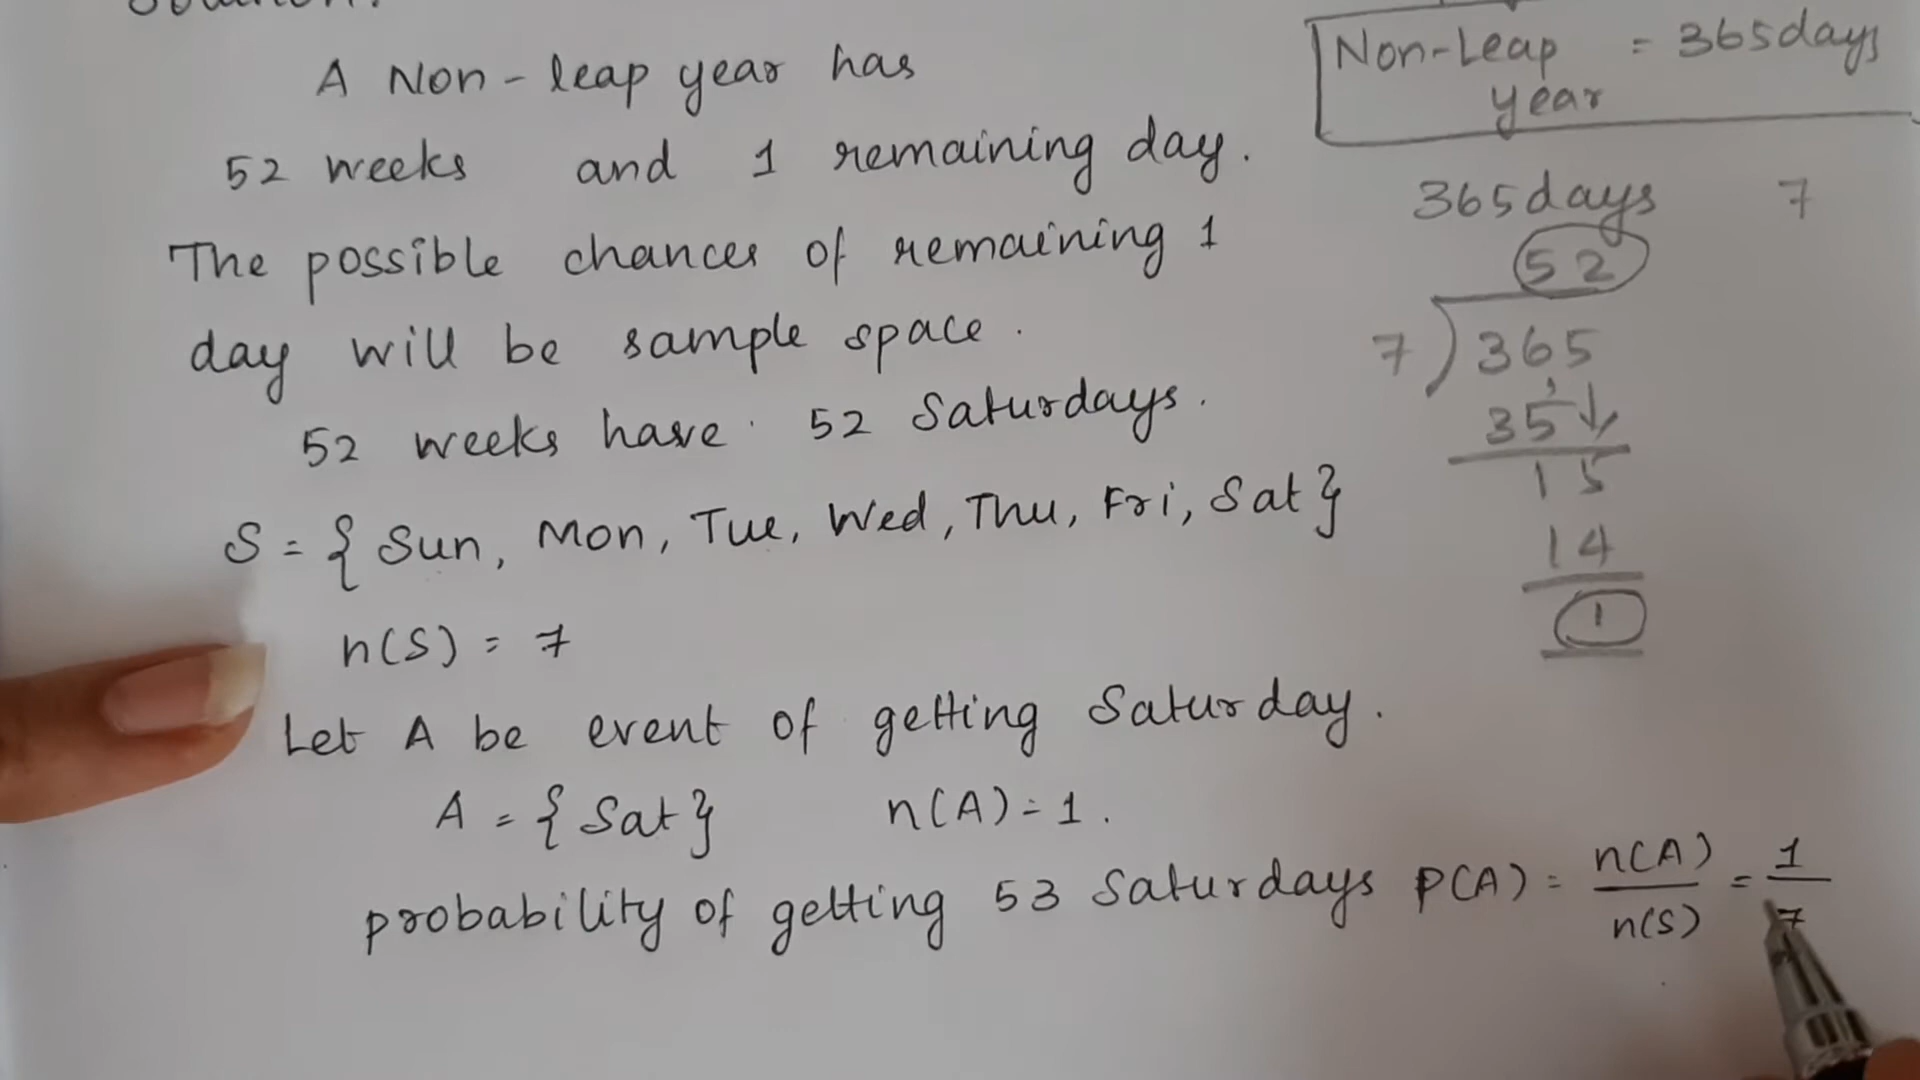 A Non-leap year has
52 weeks and 1 remaining day.
The possible chances of remaining 1
day will be sample space.
52 weeks have 52 Saturdays.
S = { Sun, Mon, Tue, Wed, Thu, Fri, Sat }
n(S) = 7
Let A be event of getting Saturday.
A = { Sat } n(A) = 1.
probability of getting 53 Saturdays P(A) = n(A)/n(S) = 1/7
Non-Leap year = 365days
365days 7
52
7 ) 365
35
15
14
1